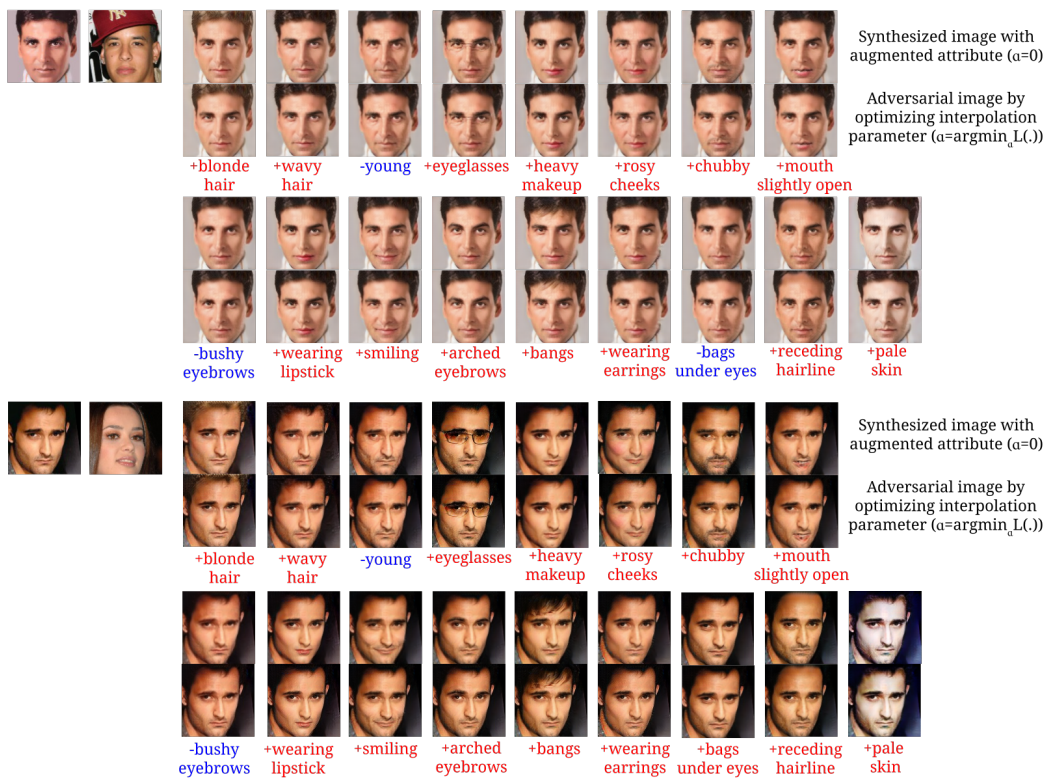 Synthesized image with
augmented attribute (α=0)
Adversarial image by
optimizing interpolation
parameter (α=argminαL(.))
+blonde
hair
+wavy
hair
-young
+eyeglasses
+heavy
makeup
+rosy
cheeks
+chubby
+mouth
slightly open
-bushy
eyebrows
+wearing
lipstick
+smiling
+arched
eyebrows
+bangs
+wearing
earrings
-bags
under eyes
+receding
hairline
+pale
skin
Synthesized image with
augmented attribute (α=0)
Adversarial image by
optimizing interpolation
parameter (α=argminαL(.))
+blonde
hair
+wavy
hair
-young
+eyeglasses
+heavy
makeup
+rosy
cheeks
+chubby
+mouth
slightly open
-bushy
eyebrows
+wearing
lipstick
+smiling
+arched
eyebrows
+bangs
+wearing
earrings
+bags
under eyes
+receding
hairline
+pale
skin